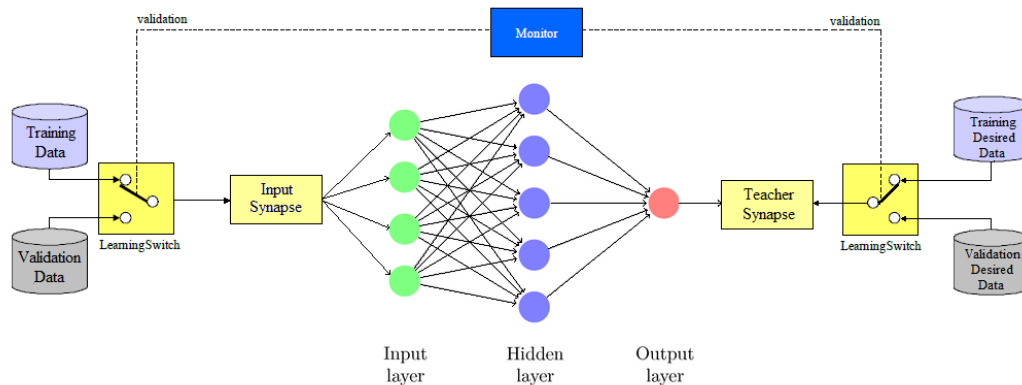 validation
validation
Monitor
Training
Data
Training
Desired
Data
Input
Synapse
Teacher
Synapse
LearningSwitch
LearningSwitch
Validation
Data
Validation
Desired
Data
Input
layer
Hidden
layer
Output
layer